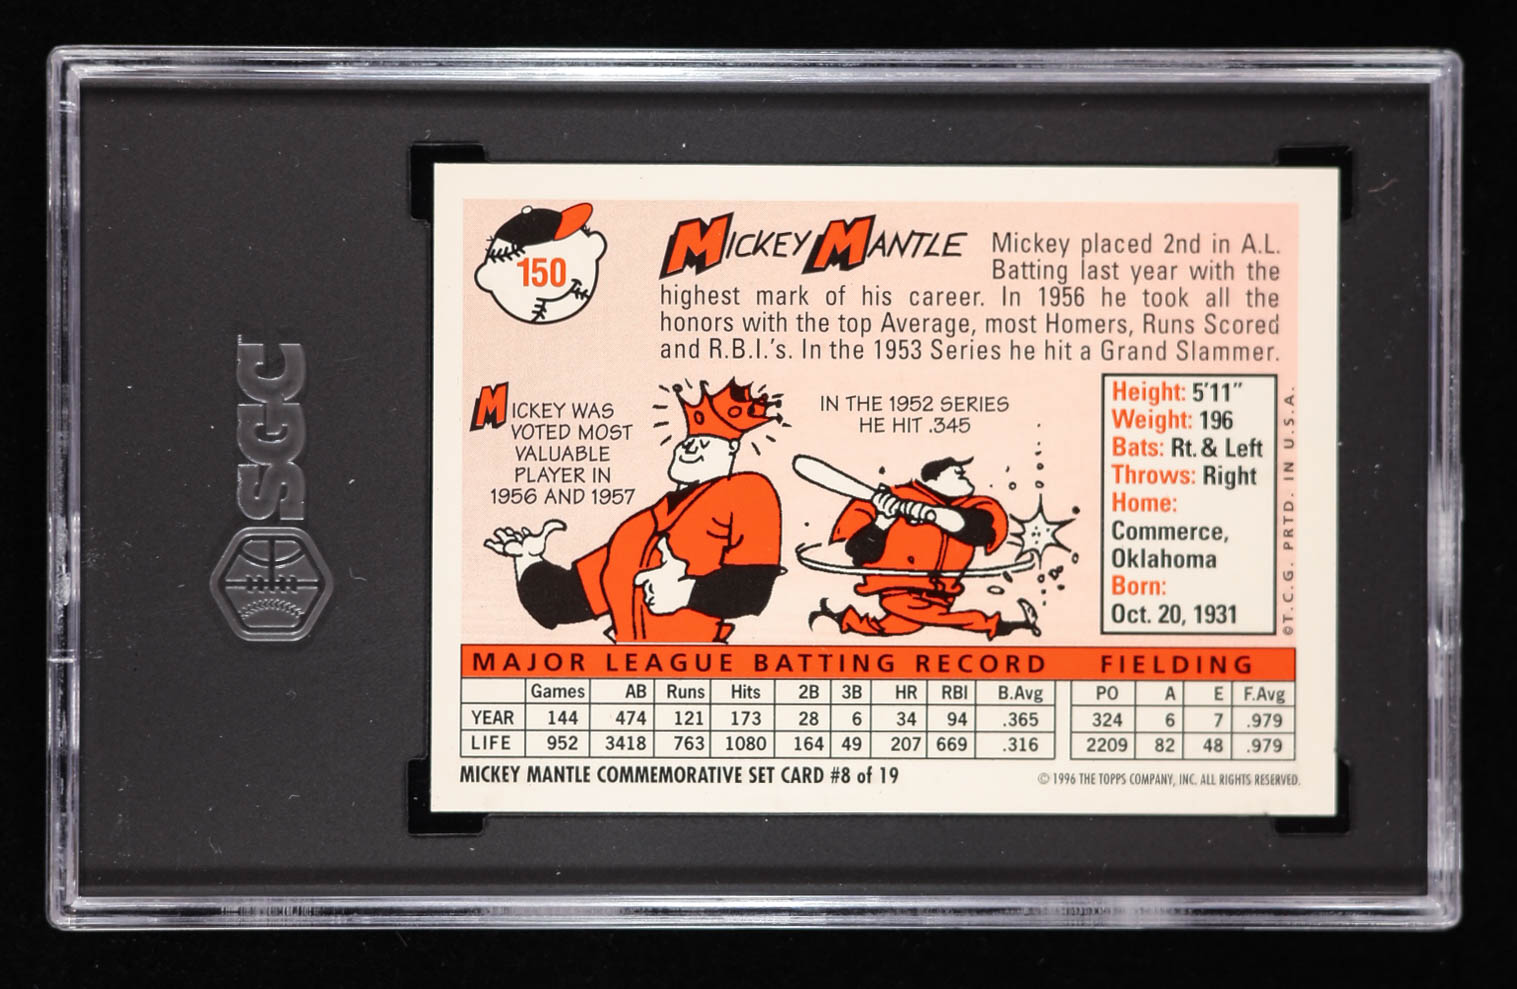 SGC
150
MICKEY MANTLE
Mickey placed 2nd in A.L.
Batting last year with the
highest mark of his career. In 1956 he took all the
honors with the top Average, most Homers, Runs Scored
and R.B.I.'s. In the 1953 Series he hit a Grand Slammer.
MICKEY WAS
VOTED MOST
VALUABLE
PLAYER IN
1956 AND 1957
IN THE 1952 SERIES
HE HIT .345
Height: 5'11"
Weight: 196
Bats: Rt. & Left
Throws: Right
Home:
Commerce,
Oklahoma
Born:
Oct. 20, 1931
©T.C.G. PRTD. IN U.S.A.
MAJOR LEAGUE BATTING RECORD FIELDING
Games AB Runs Hits 2B 3B HR RBI B.Avg PO A E F.Avg
YEAR 144 474 121 173 28 6 34 94 .365 324 6 7 .979
LIFE 952 3418 763 1080 164 49 207 669 .316 2209 82 48 .979
MICKEY MANTLE COMMEMORATIVE SET CARD #8 of 19 © 1996 THE TOPPS COMPANY, INC. ALL RIGHTS RESERVED.